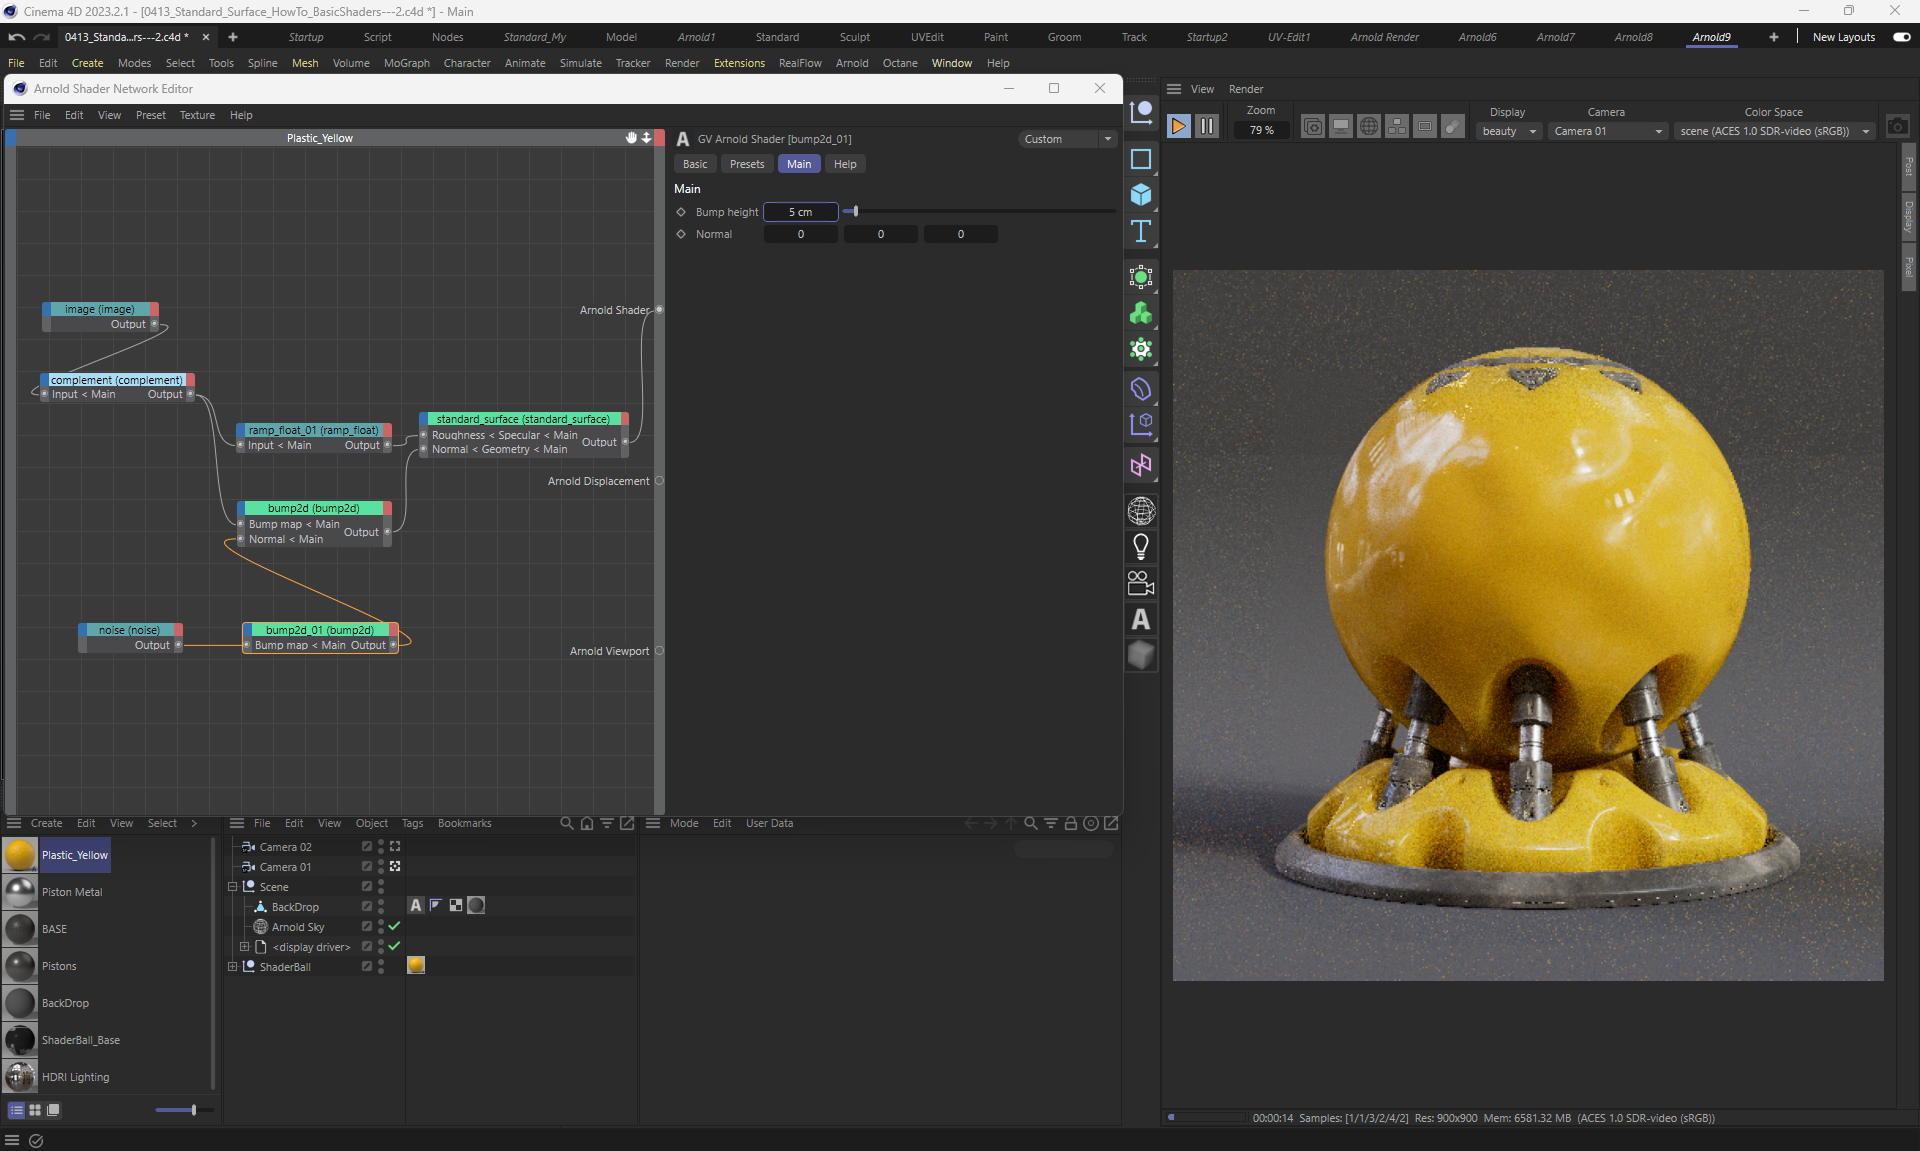 Cinema 4D 2023.2.1 - [0413_Standard_Surface_HowTo_BasicShaders---2.c4d *] - Main
0413_Standa...rs---2.c4d *
Startup Script Nodes Standard_My Model Arnold1 Standard Sculpt UVEdit Paint Groom Track Startup2 UV-Edit1 Arnold Render Arnold6 Arnold7 Arnold8 Arnold9 New Layouts
File Edit Create Modes Select Tools Spline Mesh Volume MoGraph Character Animate Simulate Tracker Render Extensions RealFlow Arnold Octane Window Help
Arnold Shader Network Editor
File Edit View Preset Texture Help
Plastic_Yellow
image (image)
Output
complement (complement)
Input < Main Output
ramp_float_01 (ramp_float)
Input < Main Output
standard_surface (standard_surface)
Roughness < Specular < Main
Output
Normal < Geometry < Main
bump2d (bump2d)
Bump map < Main
Output
Normal < Main
noise (noise)
Output
bump2d_01 (bump2d)
Bump map < Main Output
Arnold Shader
Arnold Displacement
Arnold Viewport
A GV Arnold Shader [bump2d_01]
Custom
Basic Presets Main Help
Main
Bump height 5 cm
Normal 0 0 0
View Render
Zoom
79 %
Display
beauty
Camera
Camera 01
Color Space
scene (ACES 1.0 SDR-video (sRGB))
Post
Display
Pixel
Create Edit View Select >
Plastic_Yellow
Piston Metal
BASE
Pistons
BackDrop
ShaderBall_Base
HDRI Lighting
File Edit View Object Tags Bookmarks
Camera 02
Camera 01
Scene
BackDrop
Arnold Sky
<display driver>
ShaderBall
Mode Edit User Data
00:00:14 Samples: [1/1/3/2/4/2] Res: 900x900 Mem: 6581.32 MB (ACES 1.0 SDR-video (sRGB))